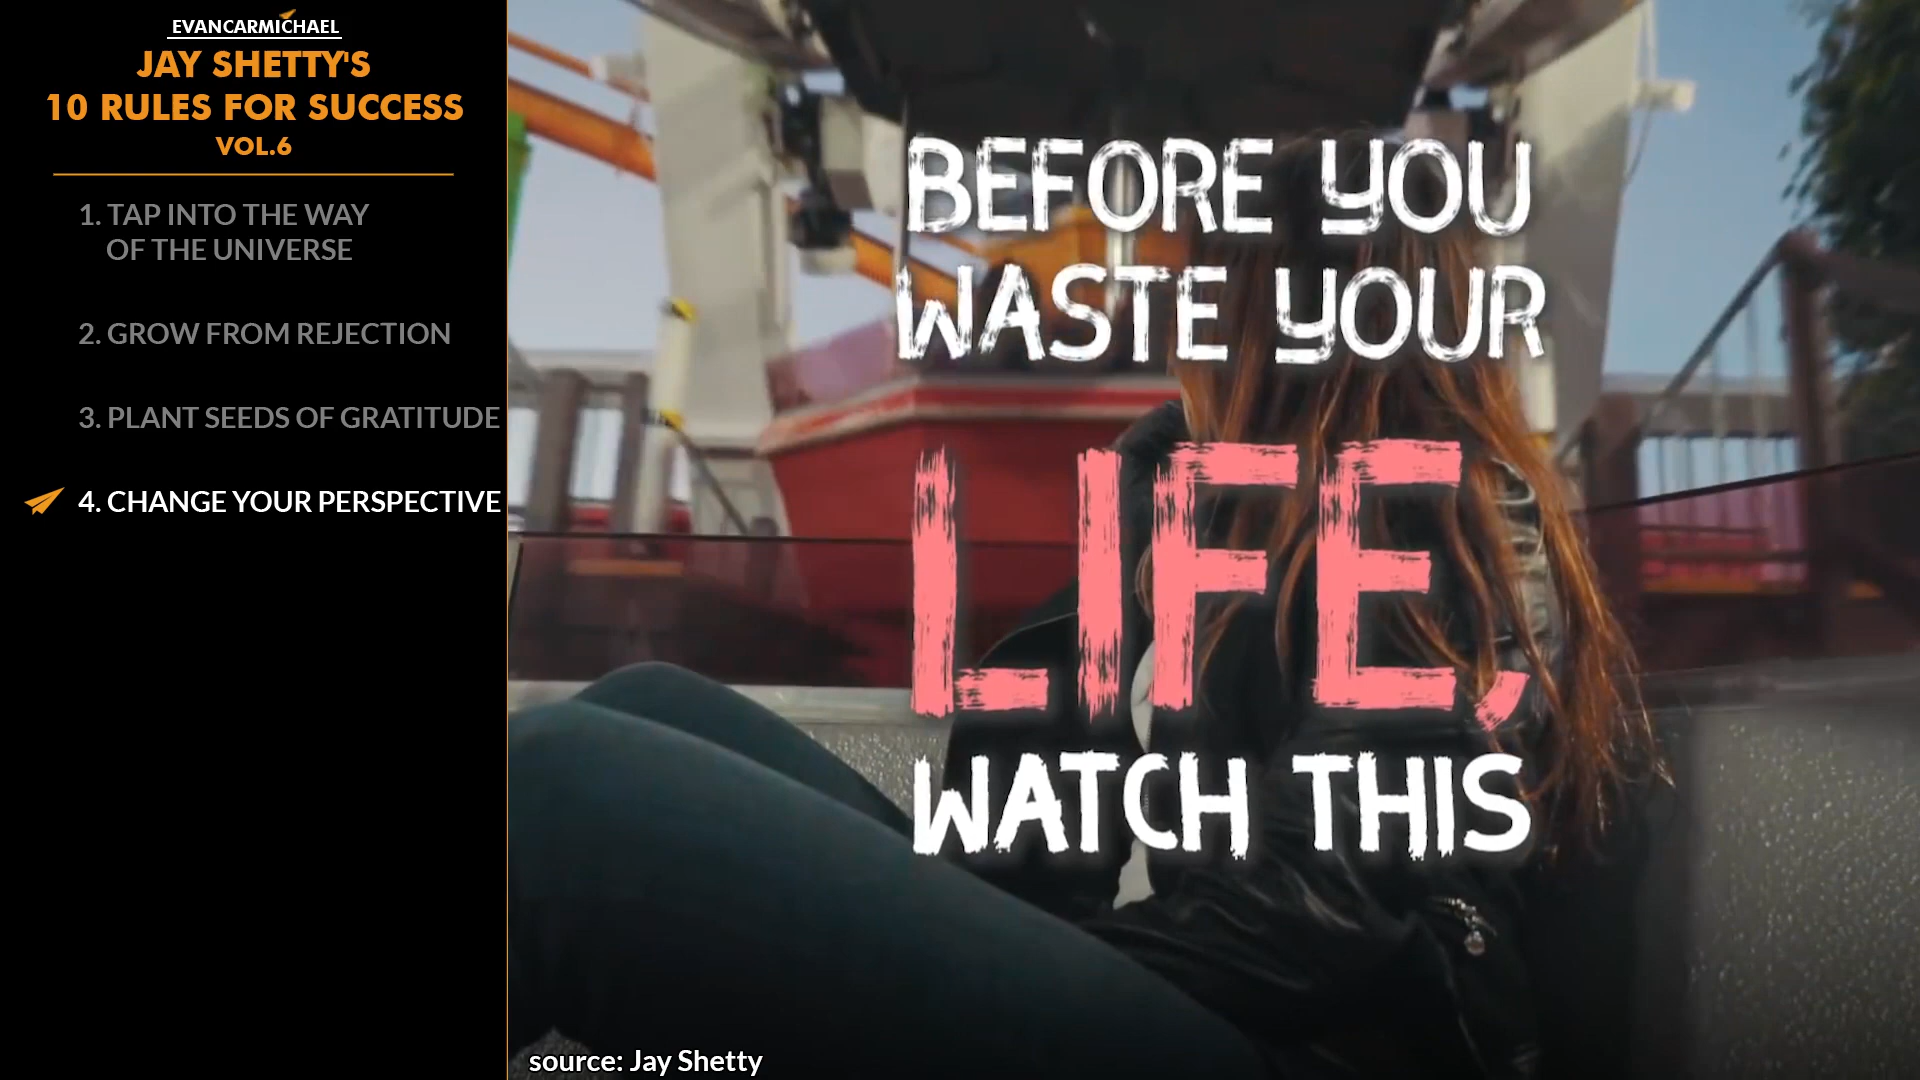 EVANCARMICHAEL
JAY SHETTY'S
10 RULES FOR SUCCESS
VOL.6
1. TAP INTO THE WAY
OF THE UNIVERSE
2. GROW FROM REJECTION
3. PLANT SEEDS OF GRATITUDE
4. CHANGE YOUR PERSPECTIVE
BEFORE YOU
WASTE YOUR
LIFE,
WATCH THIS
source: Jay Shetty